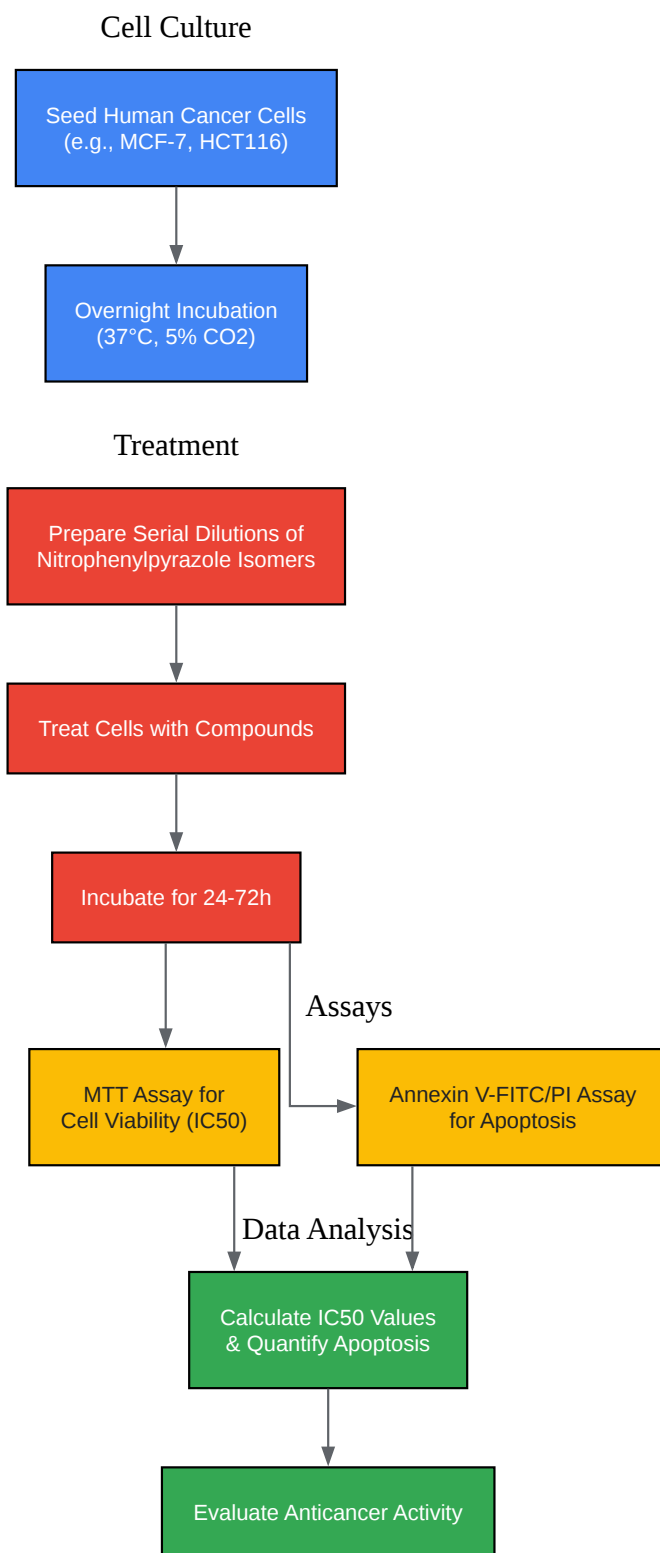 Cell Culture
Seed Human Cancer Cells
(e.g., MCF-7, HCT116)
Overnight Incubation
(37°C, 5% CO2)
Treatment
Prepare Serial Dilutions of
Nitrophenylpyrazole Isomers
Treat Cells with Compounds
Incubate for 24-72h
Assays
MTT Assay for
Cell Viability (IC50)
Annexin V-FITC/PI Assay
for Apoptosis
Data Analysis
Calculate IC50 Values
& Quantify Apoptosis
Evaluate Anticancer Activity